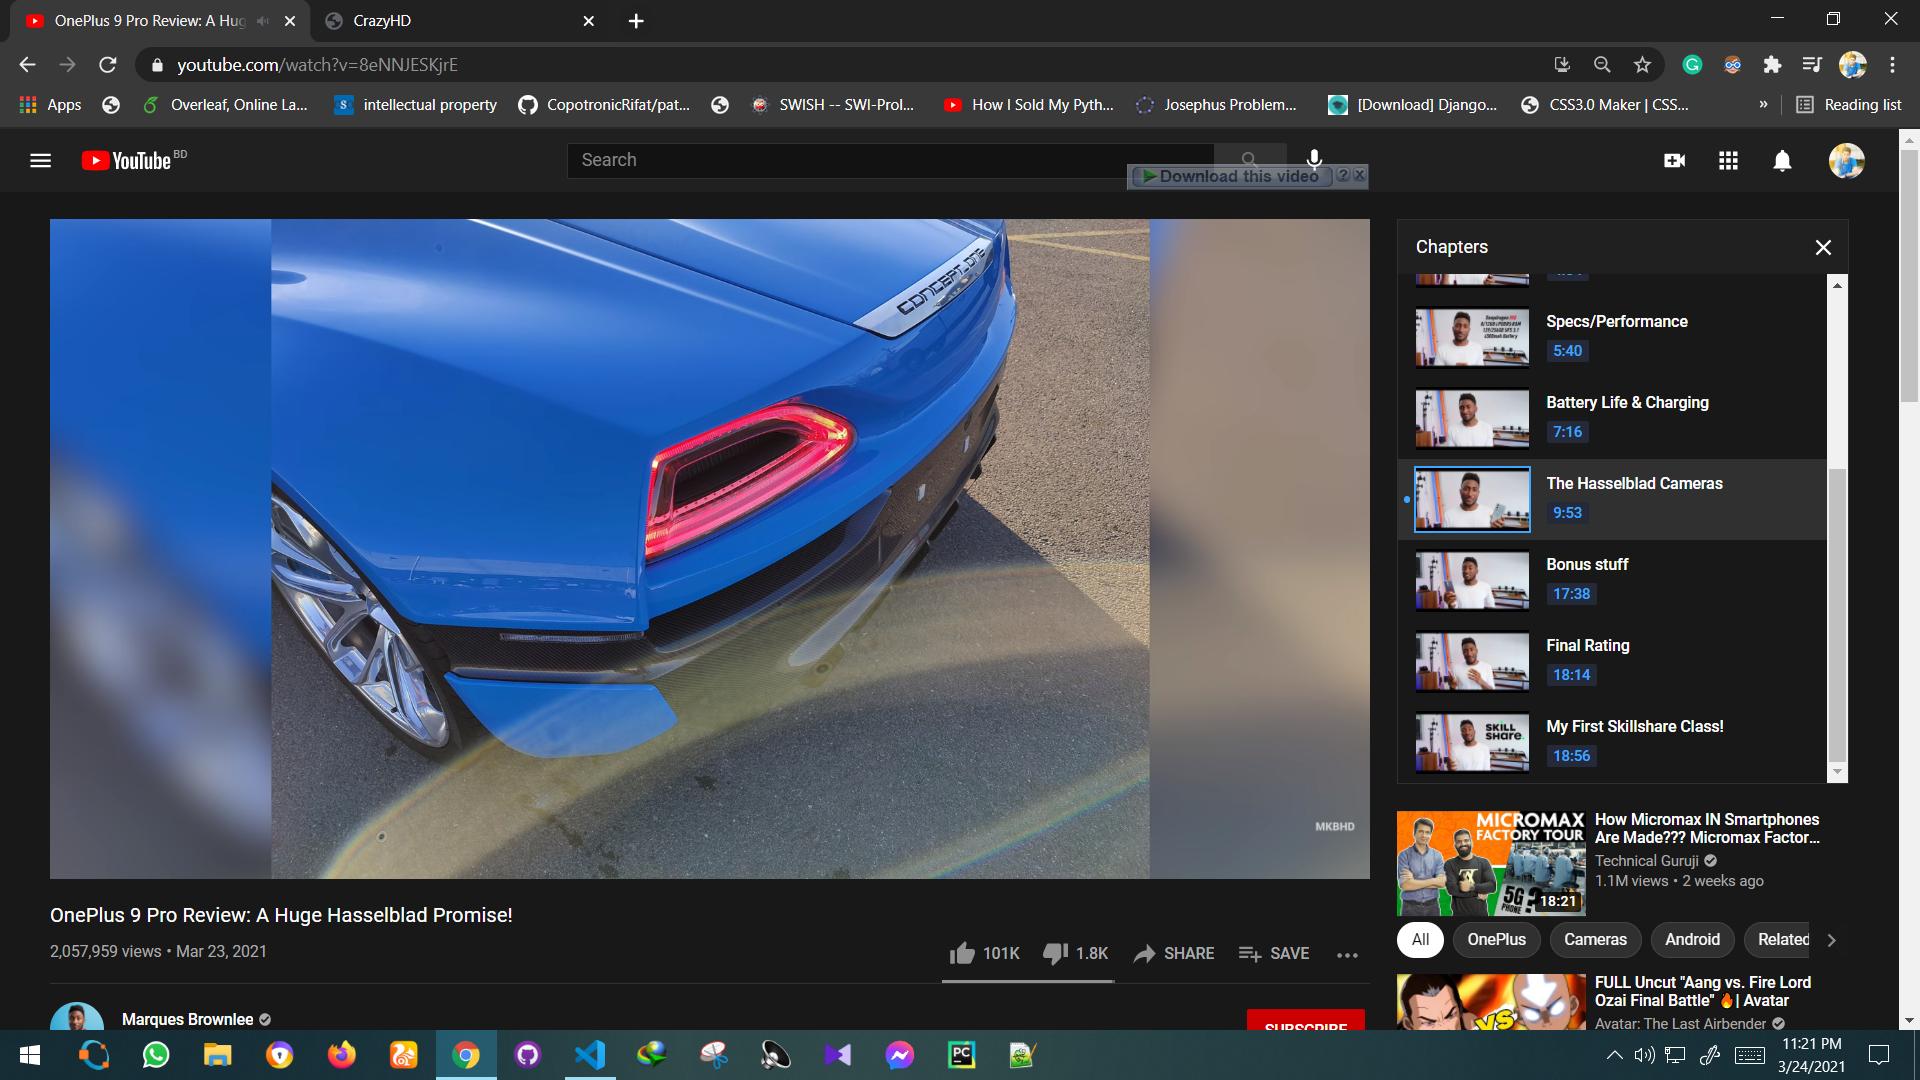 OnePlus 9 Pro Review: A Hug
CrazyHD
youtube.com/watch?v=8eNNJESKjrE
Apps
Overleaf, Online La...
intellectual property
CopotronicRifat/pat...
SWISH -- SWI-Prol...
How I Sold My Pyth...
Josephus Problem...
[Download] Django...
CSS3.0 Maker | CSS...
»
Reading list
YouTube BD
Search
Download this video
CONCEPT_ONE
MKBHD
Chapters
Specs/Performance
5:40
Battery Life & Charging
7:16
The Hasselblad Cameras
9:53
Bonus stuff
17:38
Final Rating
18:14
SKILL
SHARE.
My First Skillshare Class!
18:56
OnePlus 9 Pro Review: A Huge Hasselblad Promise!
2,057,959 views • Mar 23, 2021
101K
1.8K
SHARE
SAVE
Marques Brownlee
SUBSCRIBE
MICROMAX
FACTORY TOUR
5G ?
PHONE
18:21
How Micromax IN Smartphones
Are Made??? Micromax Factor...
Technical Guruji
1.1M views • 2 weeks ago
All
OnePlus
Cameras
Android
Related
VS
FULL Uncut "Aang vs. Fire Lord
Ozai Final Battle" 🔥| Avatar
Avatar: The Last Airbender
PC
11:21 PM
3/24/2021